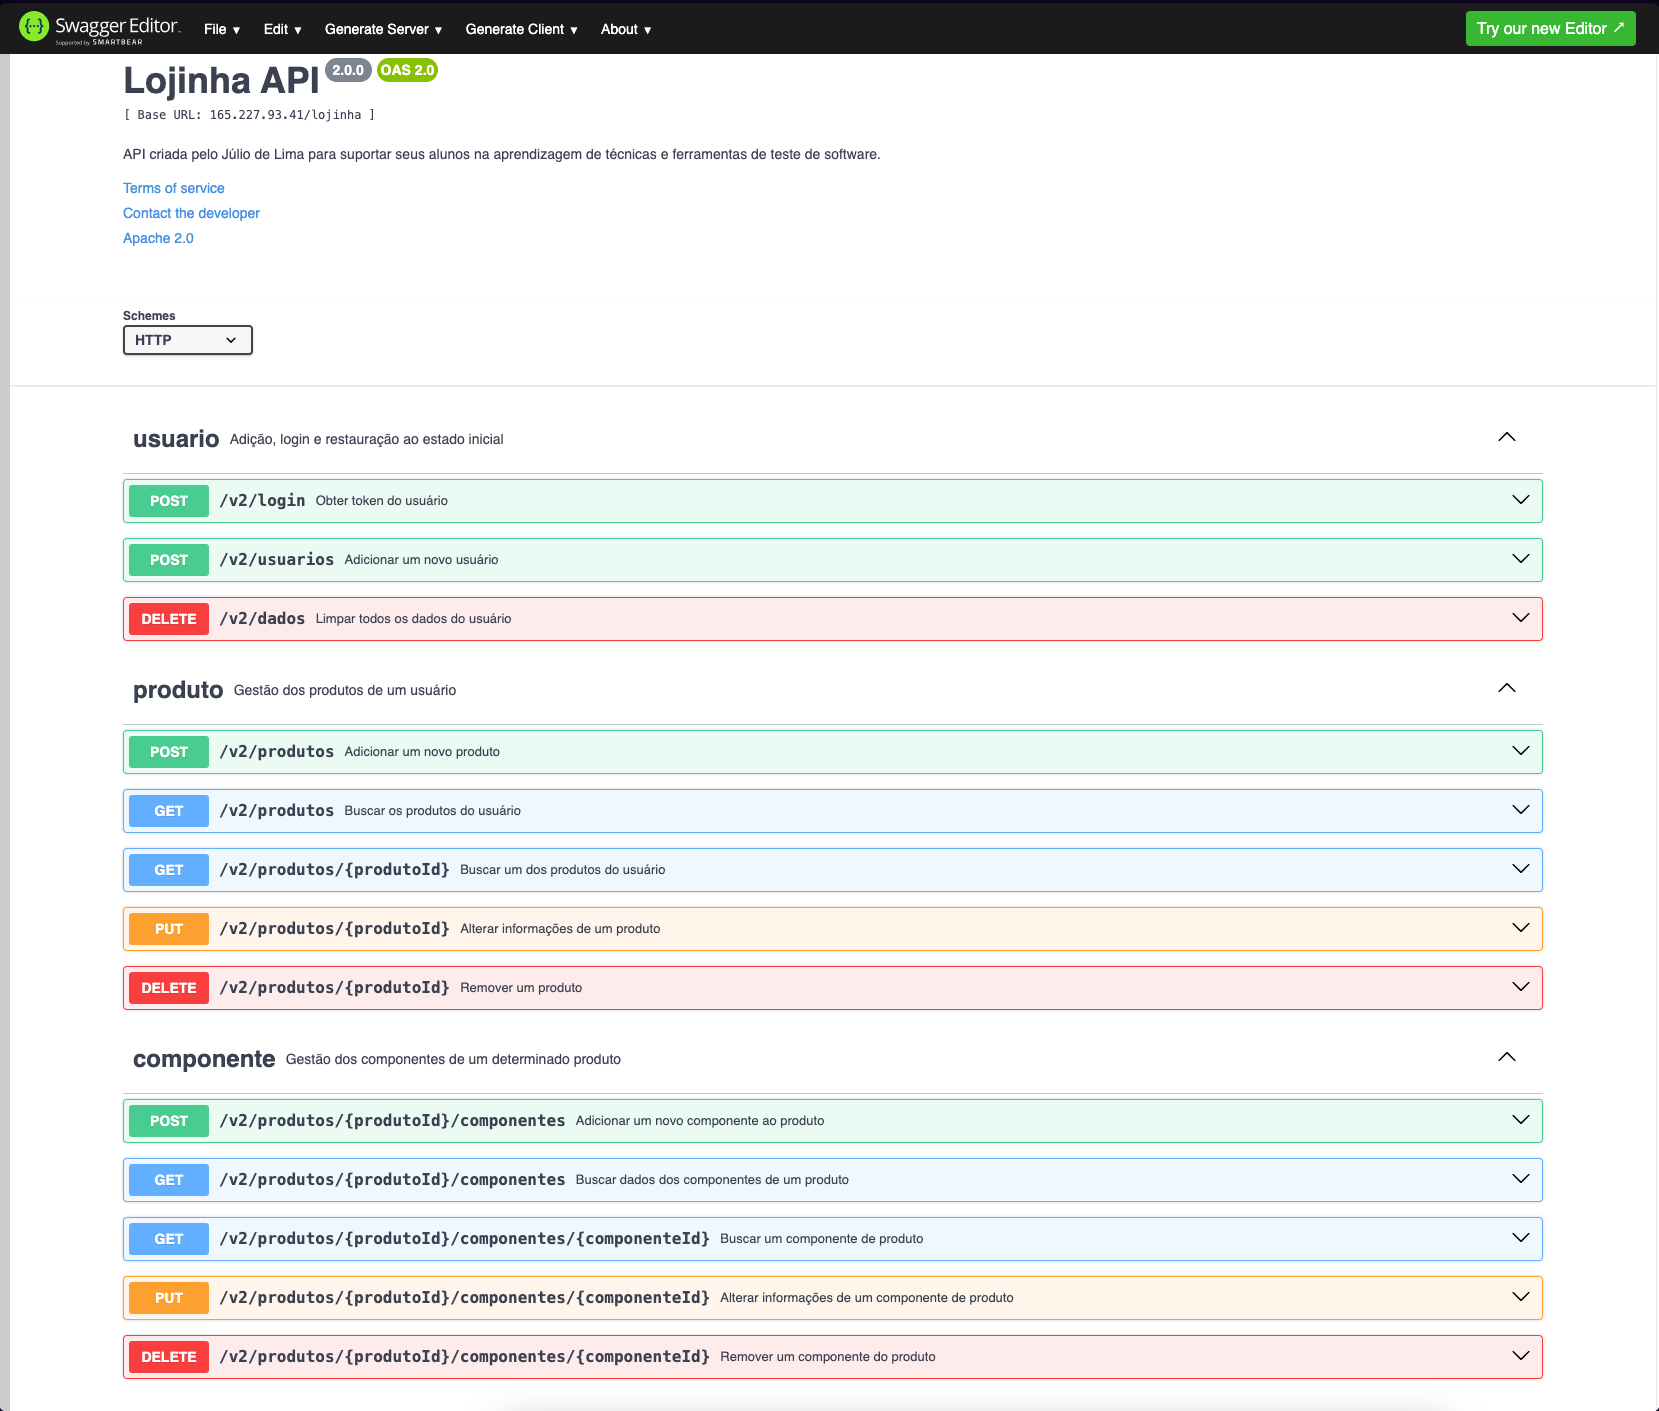 Swagger Editor
Supported by SMARTBEAR
File ▾ Edit ▾ Generate Server ▾ Generate Client ▾ About ▾ Try our new Editor ↗
Lojinha API 2.0.0 OAS 2.0
[ Base URL: 165.227.93.41/lojinha ]
API criada pelo Júlio de Lima para suportar seus alunos na aprendizagem de técnicas e ferramentas de teste de software.
Terms of service
Contact the developer
Apache 2.0
Schemes
HTTP
usuario Adição, login e restauração ao estado inicial
POST /v2/login Obter token do usuário
POST /v2/usuarios Adicionar um novo usuário
DELETE /v2/dados Limpar todos os dados do usuário
produto Gestão dos produtos de um usuário
POST /v2/produtos Adicionar um novo produto
GET /v2/produtos Buscar os produtos do usuário
GET /v2/produtos/{produtoId} Buscar um dos produtos do usuário
PUT /v2/produtos/{produtoId} Alterar informações de um produto
DELETE /v2/produtos/{produtoId} Remover um produto
componente Gestão dos componentes de um determinado produto
POST /v2/produtos/{produtoId}/componentes Adicionar um novo componente ao produto
GET /v2/produtos/{produtoId}/componentes Buscar dados dos componentes de um produto
GET /v2/produtos/{produtoId}/componentes/{componenteId} Buscar um componente de produto
PUT /v2/produtos/{produtoId}/componentes/{componenteId} Alterar informações de um componente de produto
DELETE /v2/produtos/{produtoId}/componentes/{componenteId} Remover um componente do produto